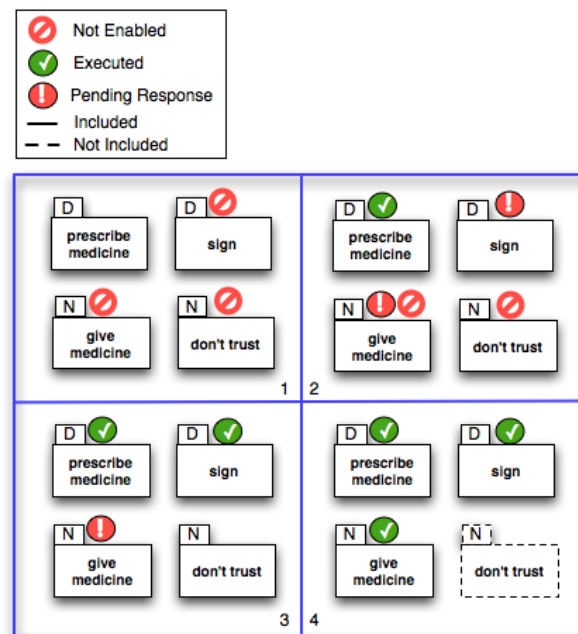 Not Enabled
Executed
Pending Response
Included
Not Included
D
D
prescribe
medicine
sign
N
N
give
medicine
don't trust
1
D
D
prescribe
medicine
sign
N
N
give
medicine
don't trust
2
D
D
prescribe
medicine
sign
N
N
give
medicine
don't trust
3
D
D
prescribe
medicine
sign
N
N
give
medicine
don't trust
4